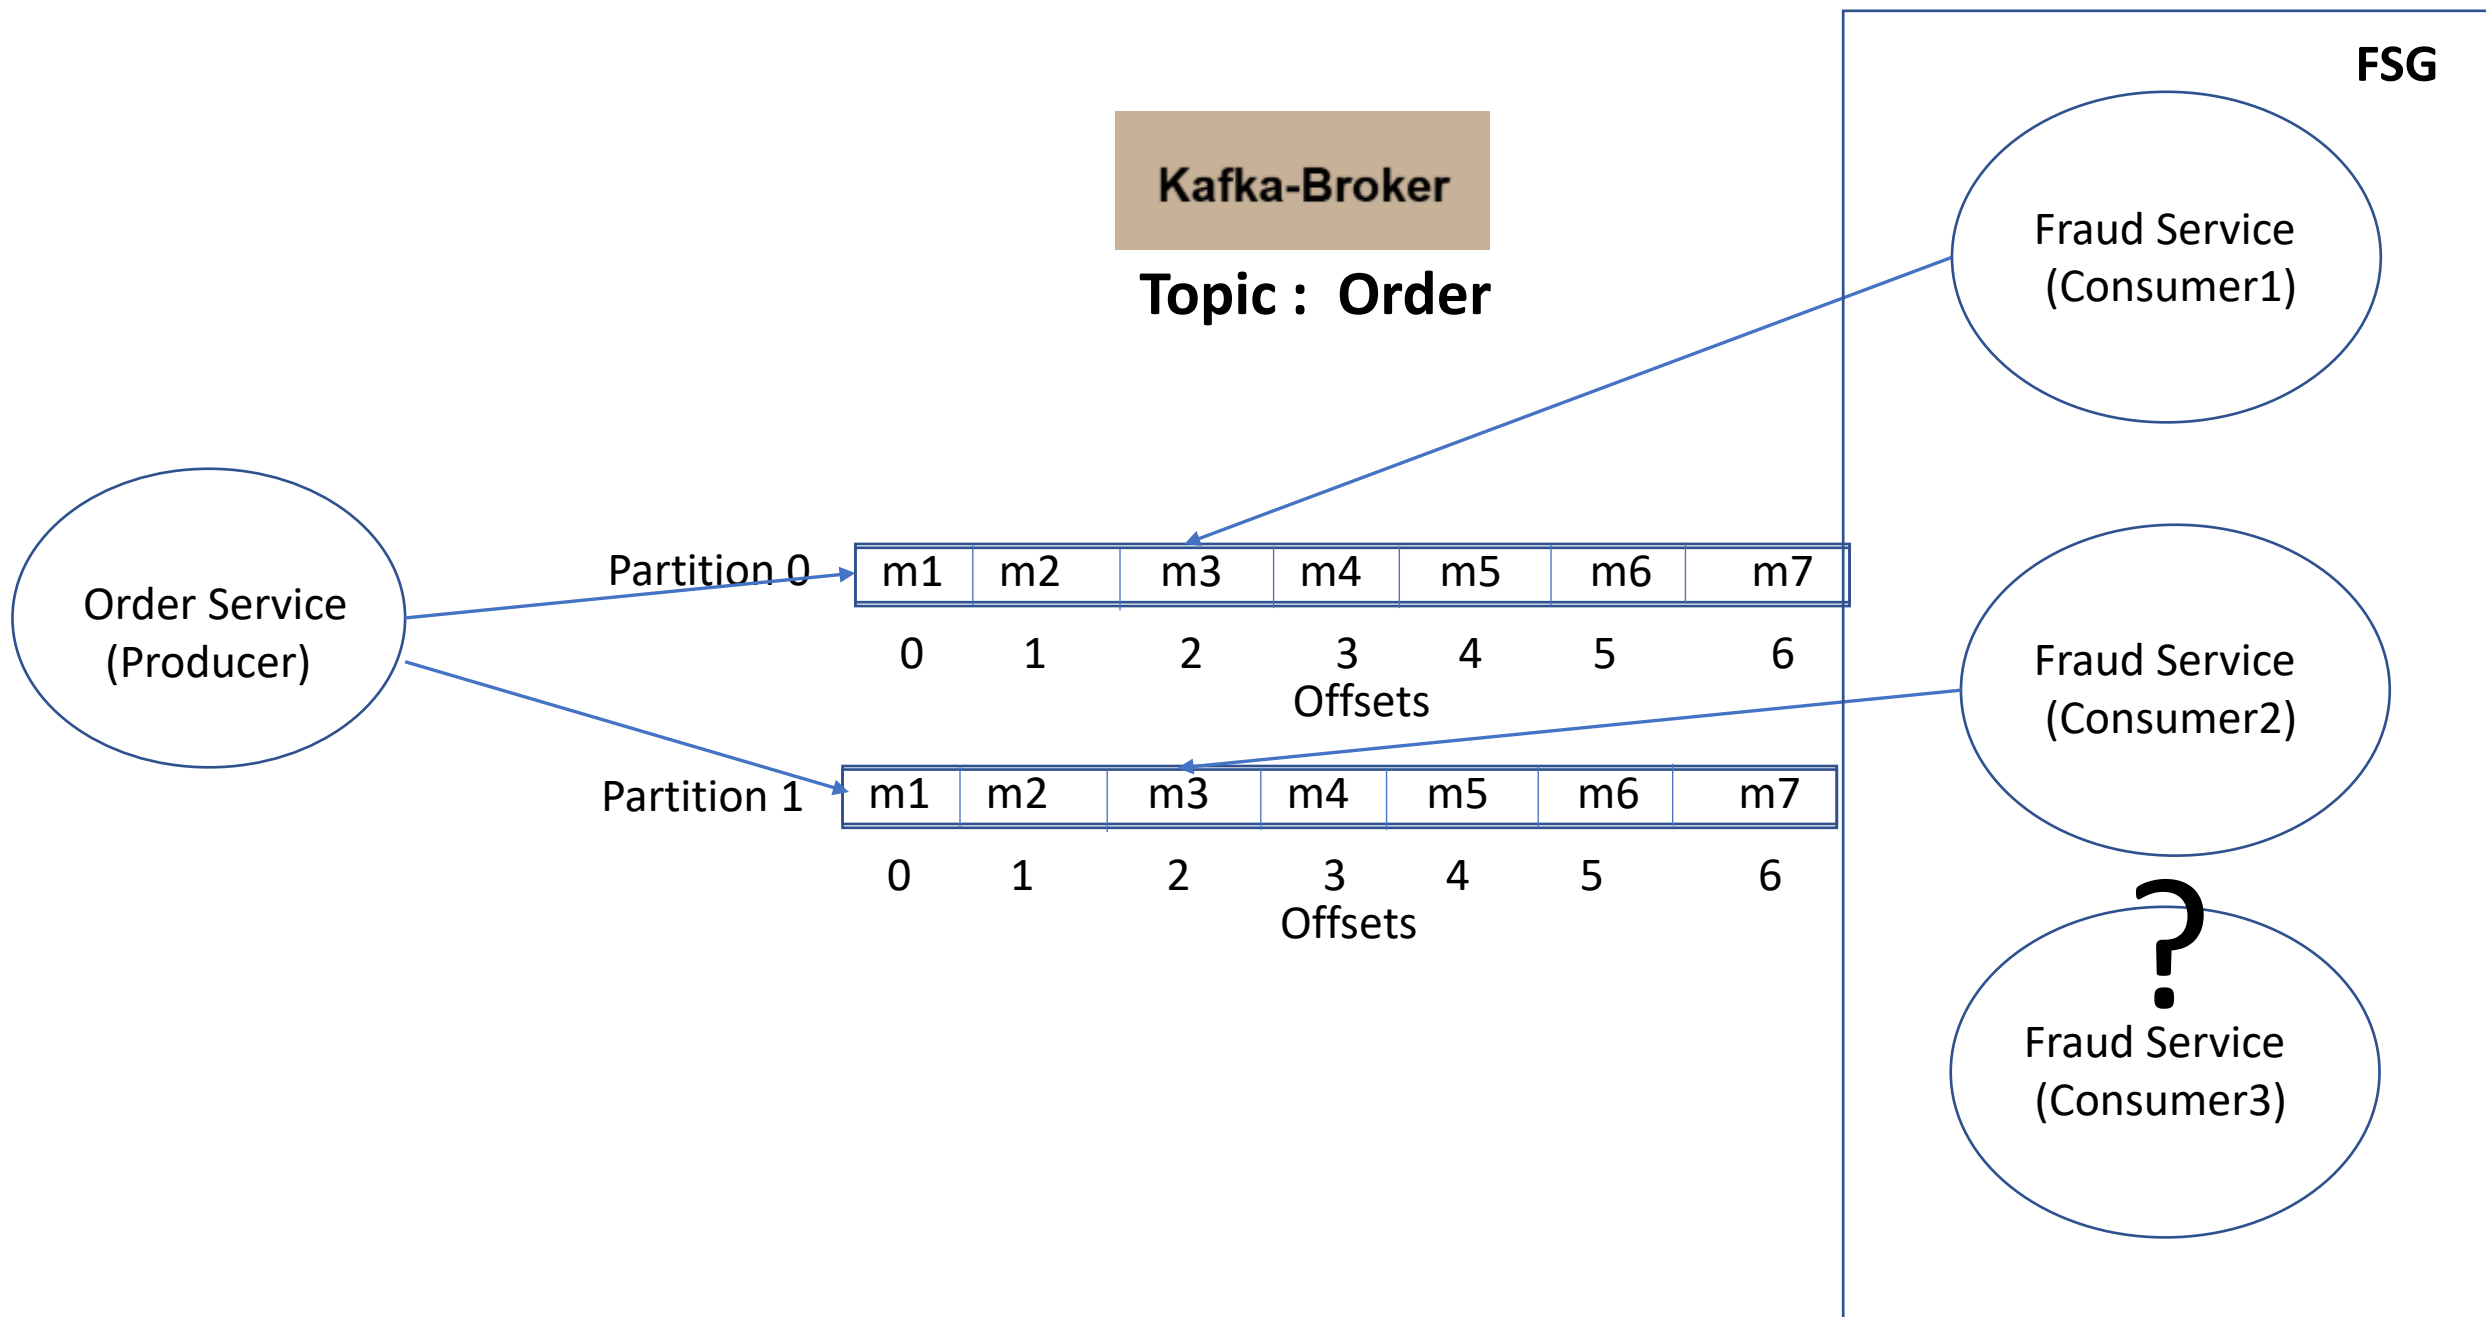 FSG
Kafka-Broker
Topic :  Order
Fraud Service
(Consumer1)
Order Service
(Producer)
Partition 0
m1 m2 m3 m4 m5 m6 m7
0 1 2 3 4 5 6
Offsets
Fraud Service
(Consumer2)
Partition 1
m1 m2 m3 m4 m5 m6 m7
0 1 2 3 4 5 6
Offsets
?
Fraud Service
(Consumer3)